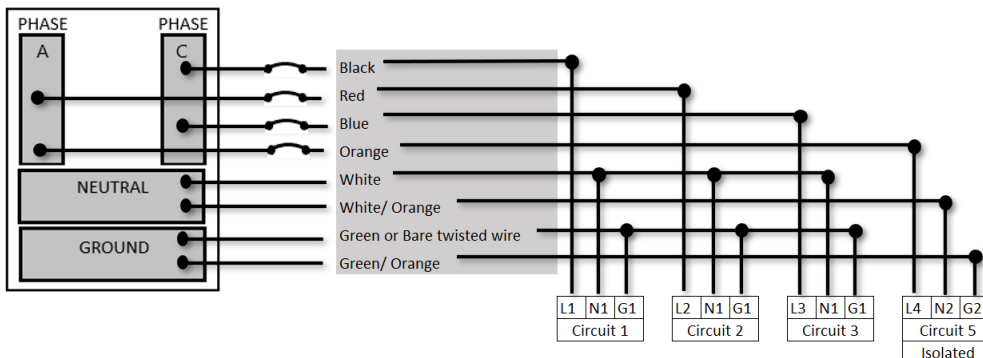 PHASE PHASE
A C
Black
Red
Blue
Orange
NEUTRAL
White
White/ Orange
GROUND
Green or Bare twisted wire
Green/ Orange
L1 N1 G1 L2 N1 G1 L3 N1 G1 L4 N2 G2
Circuit 1 Circuit 2 Circuit 3 Circuit 5
Isolated